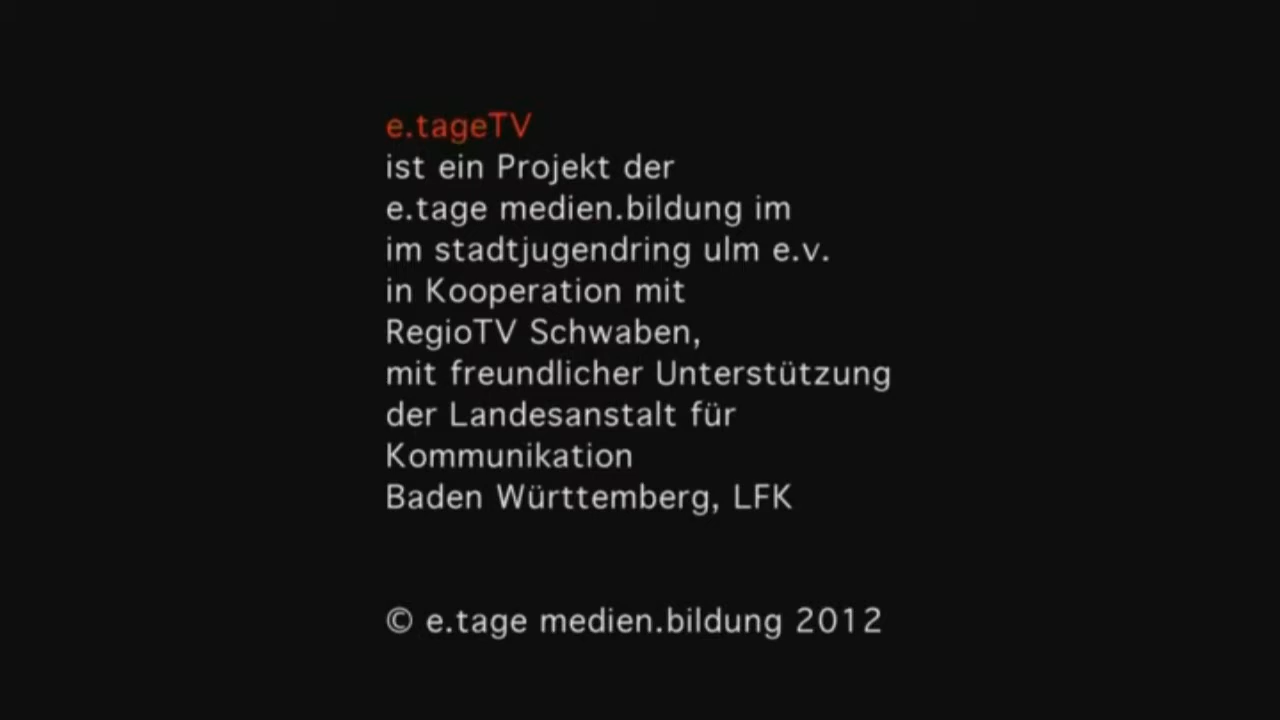 e.tageTV
ist ein Projekt der
e.tage medien.bildung im
im stadtjugendring ulm e.v.
in Kooperation mit
RegioTV Schwaben,
mit freundlicher Unterstützung
der Landesanstalt für
Kommunikation
Baden Württemberg, LFK
© e.tage medien.bildung 2012